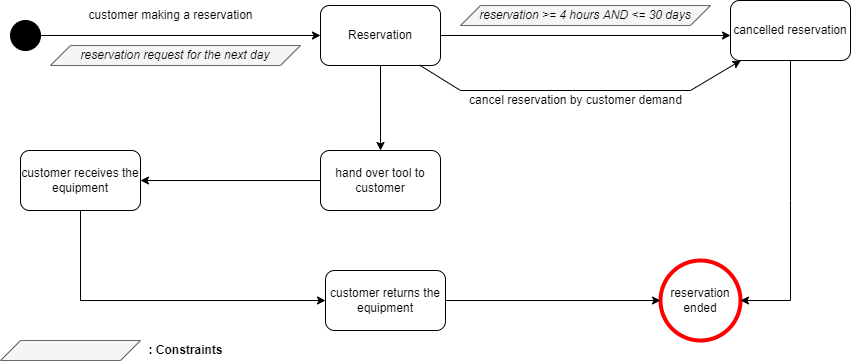 customer making a reservation
reservation request for the next day
Reservation
reservation >= 4 hours AND <= 30 days
cancelled reservation
cancel reservation by customer demand
customer receives the
equipment
hand over tool to
customer
customer returns the
equipment
reservation
ended
: Constraints